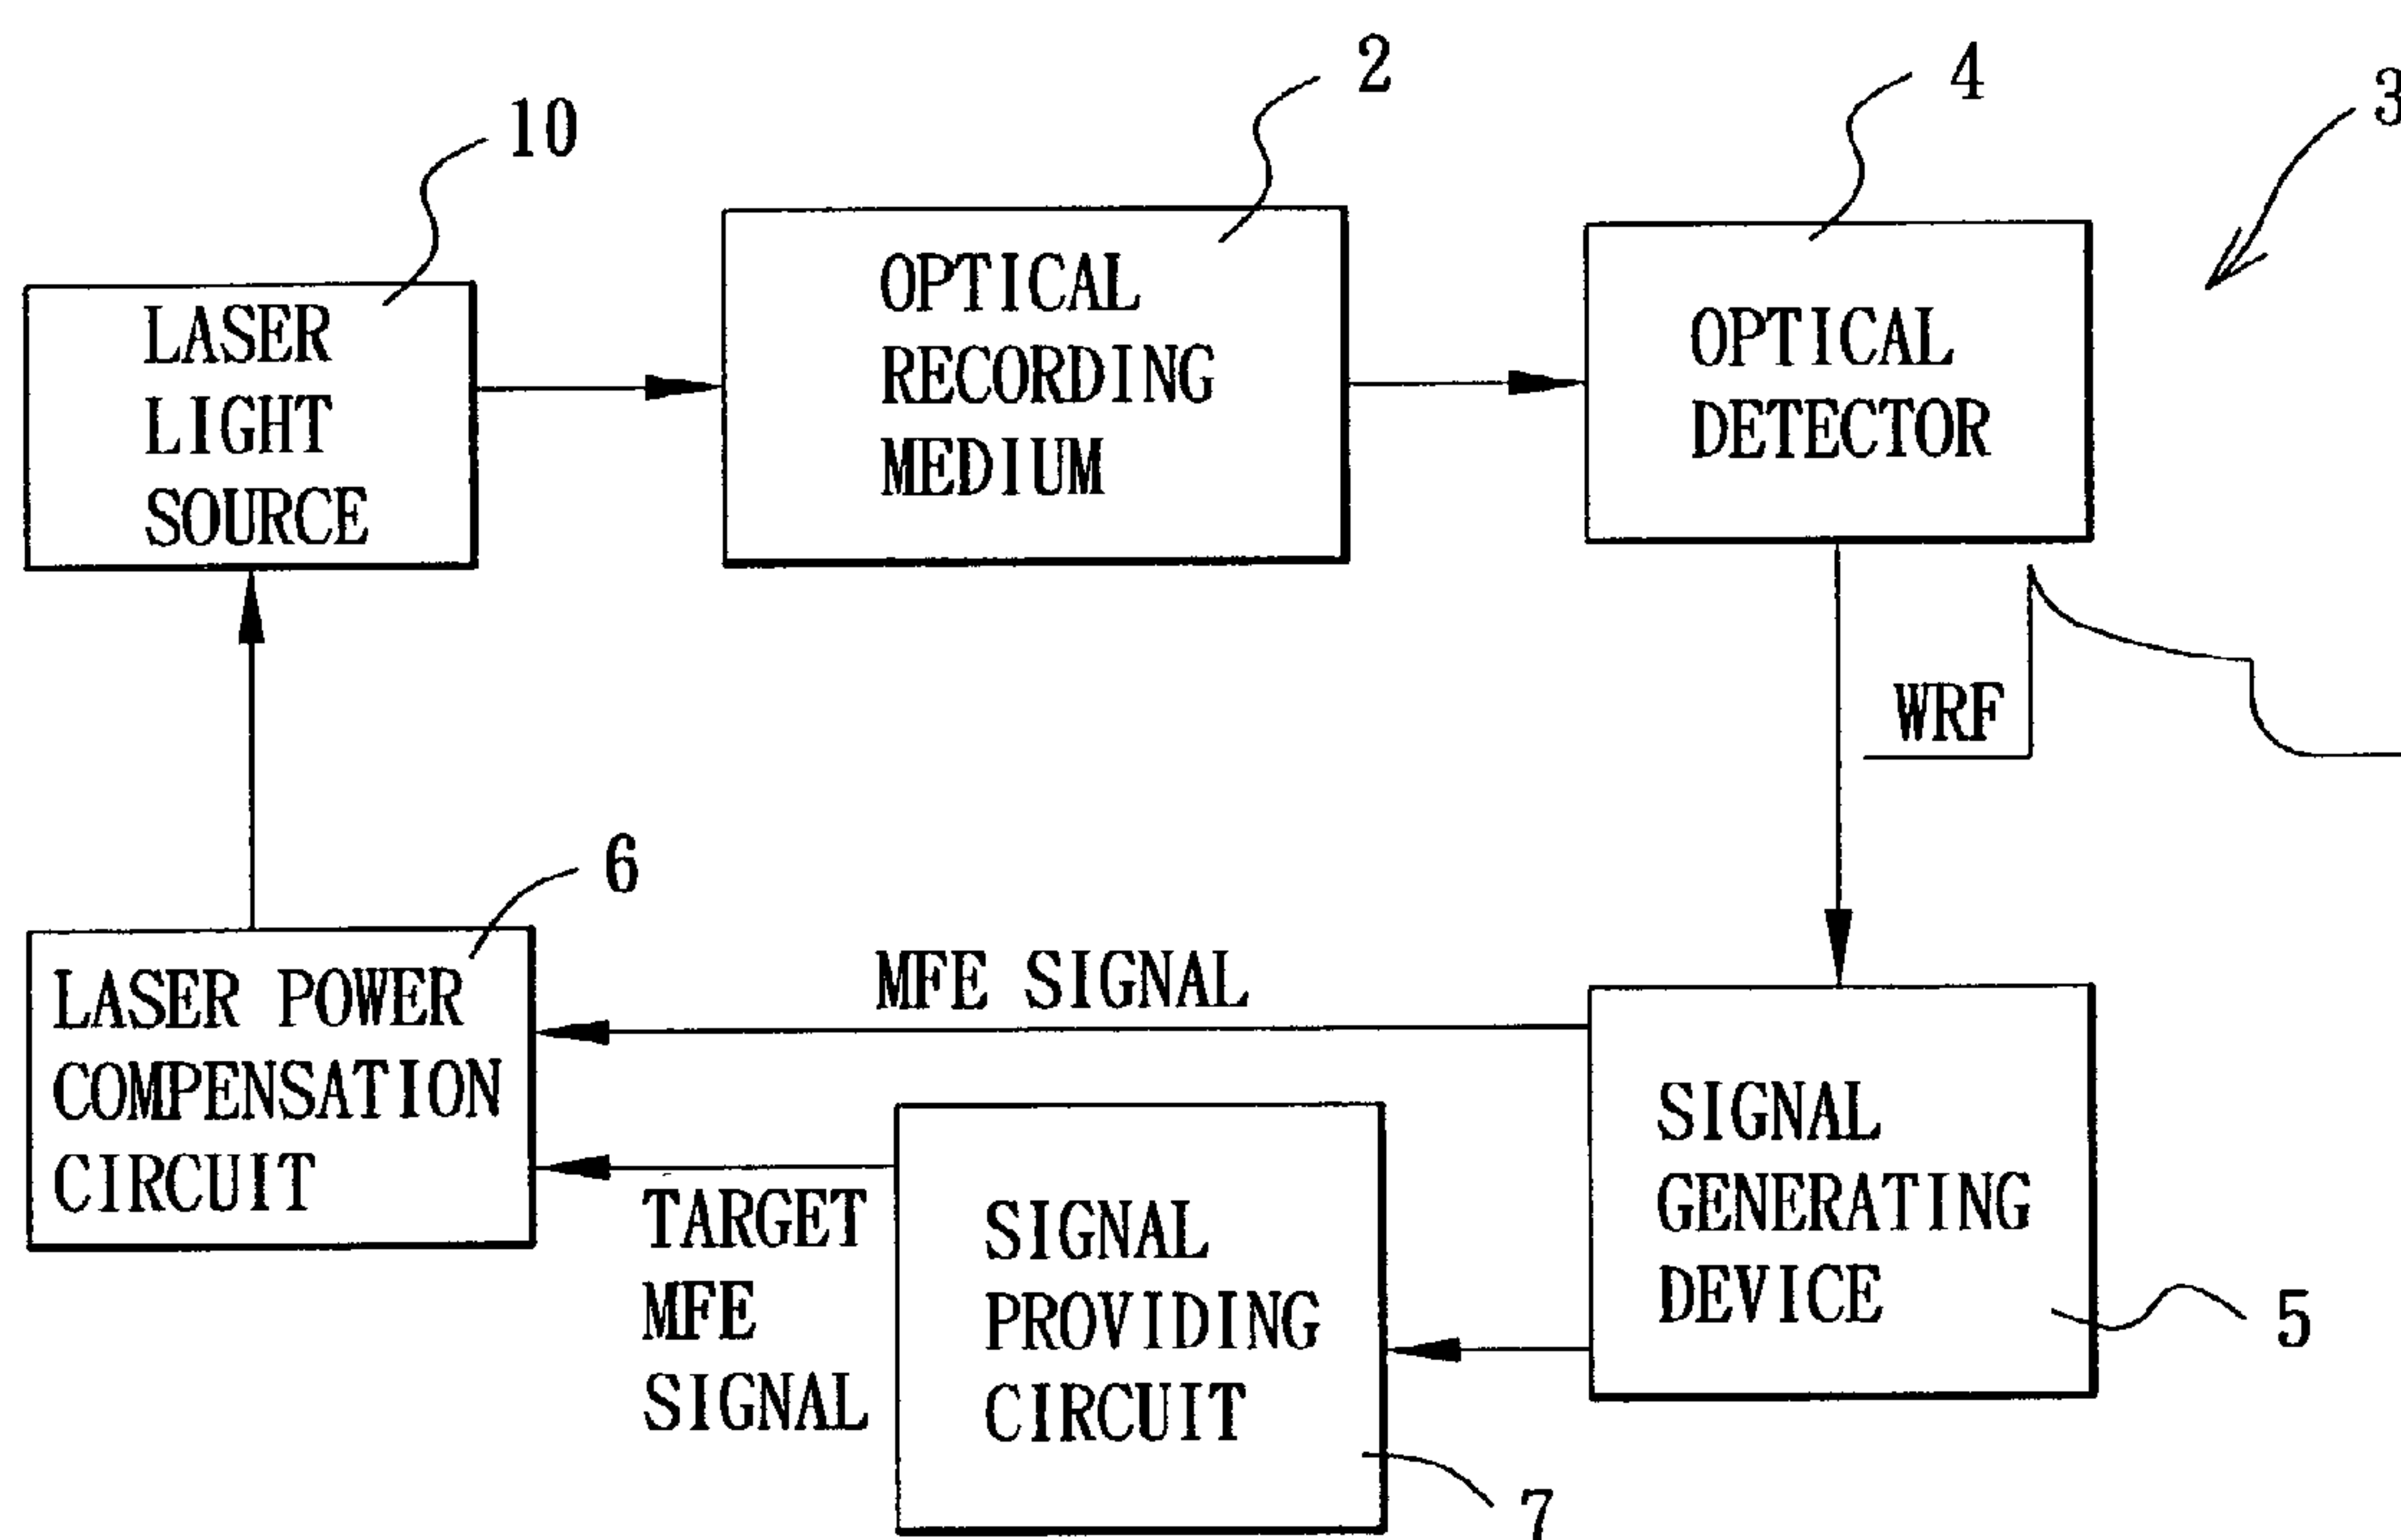 10
2
4
3
LASER
LIGHT
SOURCE
OPTICAL
RECORDING
MEDIUM
OPTICAL
DETECTOR
WRF
6
LASER POWER
COMPENSATION
CIRCUIT
MFE SIGNAL
TARGET
MFE
SIGNAL
SIGNAL
PROVIDING
CIRCUIT
SIGNAL
GENERATING
DEVICE
5
7